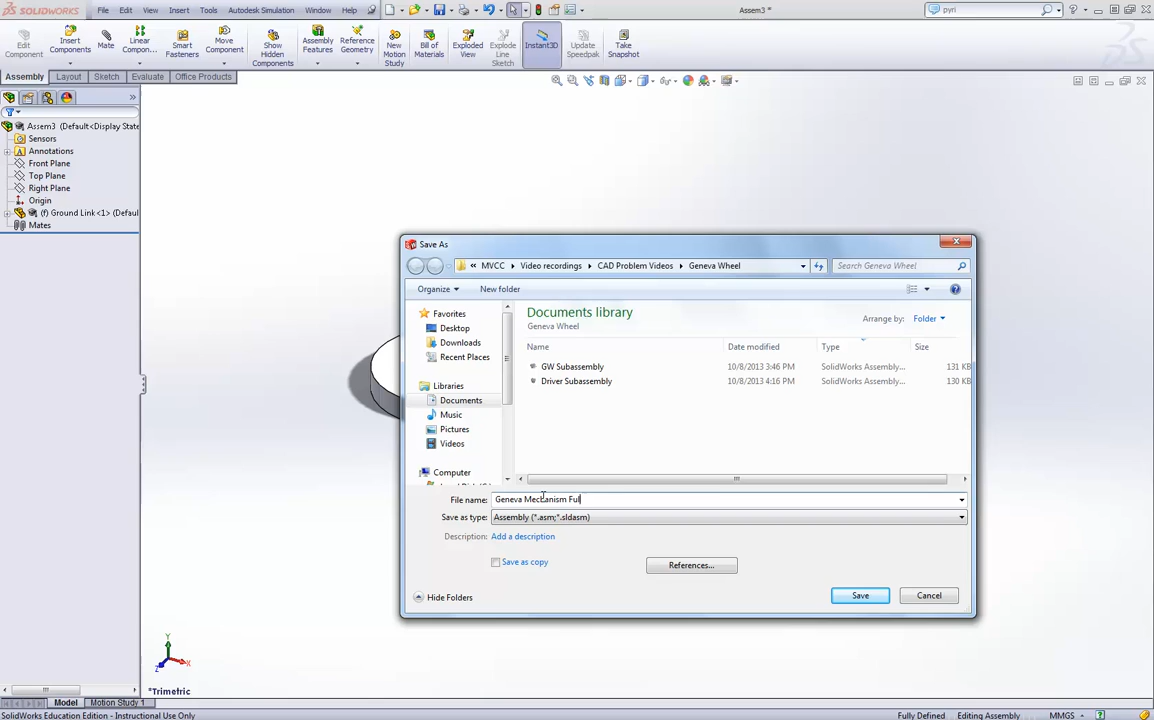 SOLIDWORKS File Edit View Insert Tools Autodesk Simulation Window Help Assem3 * pyri
Edit Component Insert Components Mate Linear Compon... Smart Fasteners Move Component Show Hidden Components Assembly Features Reference Geometry New Motion Study Bill of Materials Exploded View Explode Line Sketch Instant3D Update Speedpak Take Snapshot
Assembly Layout Sketch Evaluate Office Products
Assem3 (Default<Display State
Sensors
Annotations
Front Plane
Top Plane
Right Plane
Origin
(f) Ground Link<1> (Defaul
Mates
Save As
« MVCC Video recordings CAD Problem Videos Geneva Wheel Search Geneva Wheel
Organize New folder
Favorites
Desktop
Downloads
Recent Places
Libraries
Documents
Music
Pictures
Videos
Computer
Documents library
Geneva Wheel
Arrange by: Folder
Name Date modified Type Size
GW Subassembly 10/8/2013 3:46 PM SolidWorks Assembly... 131 KB
Driver Subassembly 10/8/2013 4:16 PM SolidWorks Assembly... 130 KB
File name: Geneva Mechanism Full
Save as type: Assembly (*.asm;*.sldasm)
Description: Add a description
Save as copy References...
Hide Folders Save Cancel
Y
Z X
*Trimetric
Model Motion Study 1
SolidWorks Education Edition - Instructional Use Only Fully Defined Editing Assembly MMGS